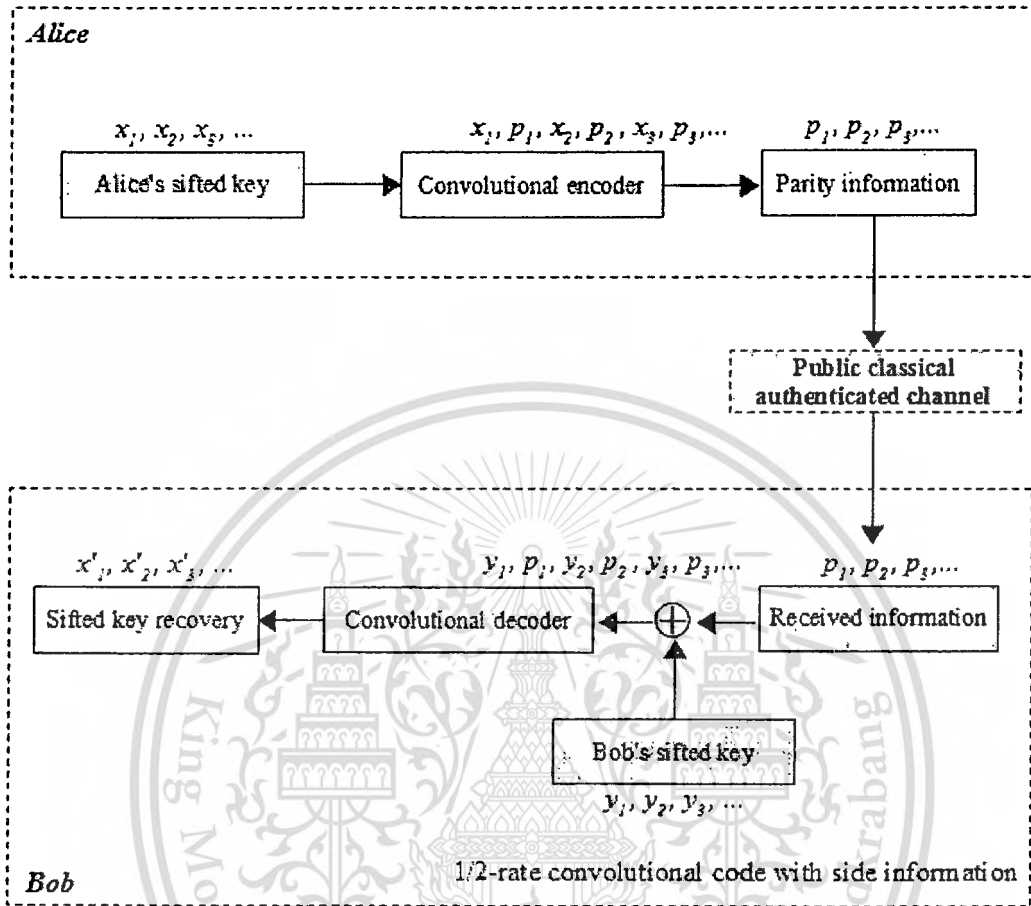 Alice
x₁, x₂, x₃, ...
x₁, p₁, x₂, p₂, x₃, p₃,...
p₁, p₂, p₃,...
Alice's sifted key
Convolutional encoder
Parity information
Public classical
authenticated channel
x'₁, x'₂, x'₃, ...
y₁, p₁, y₂, p₂, y₃, p₃,...
p₁, p₂, p₃,...
Sifted key recovery
Convolutional decoder
Received information
Bob's sifted key
y₁, y₂, y₃, ...
1/2-rate convolutional code with side information
Bob
King Mo
krabang